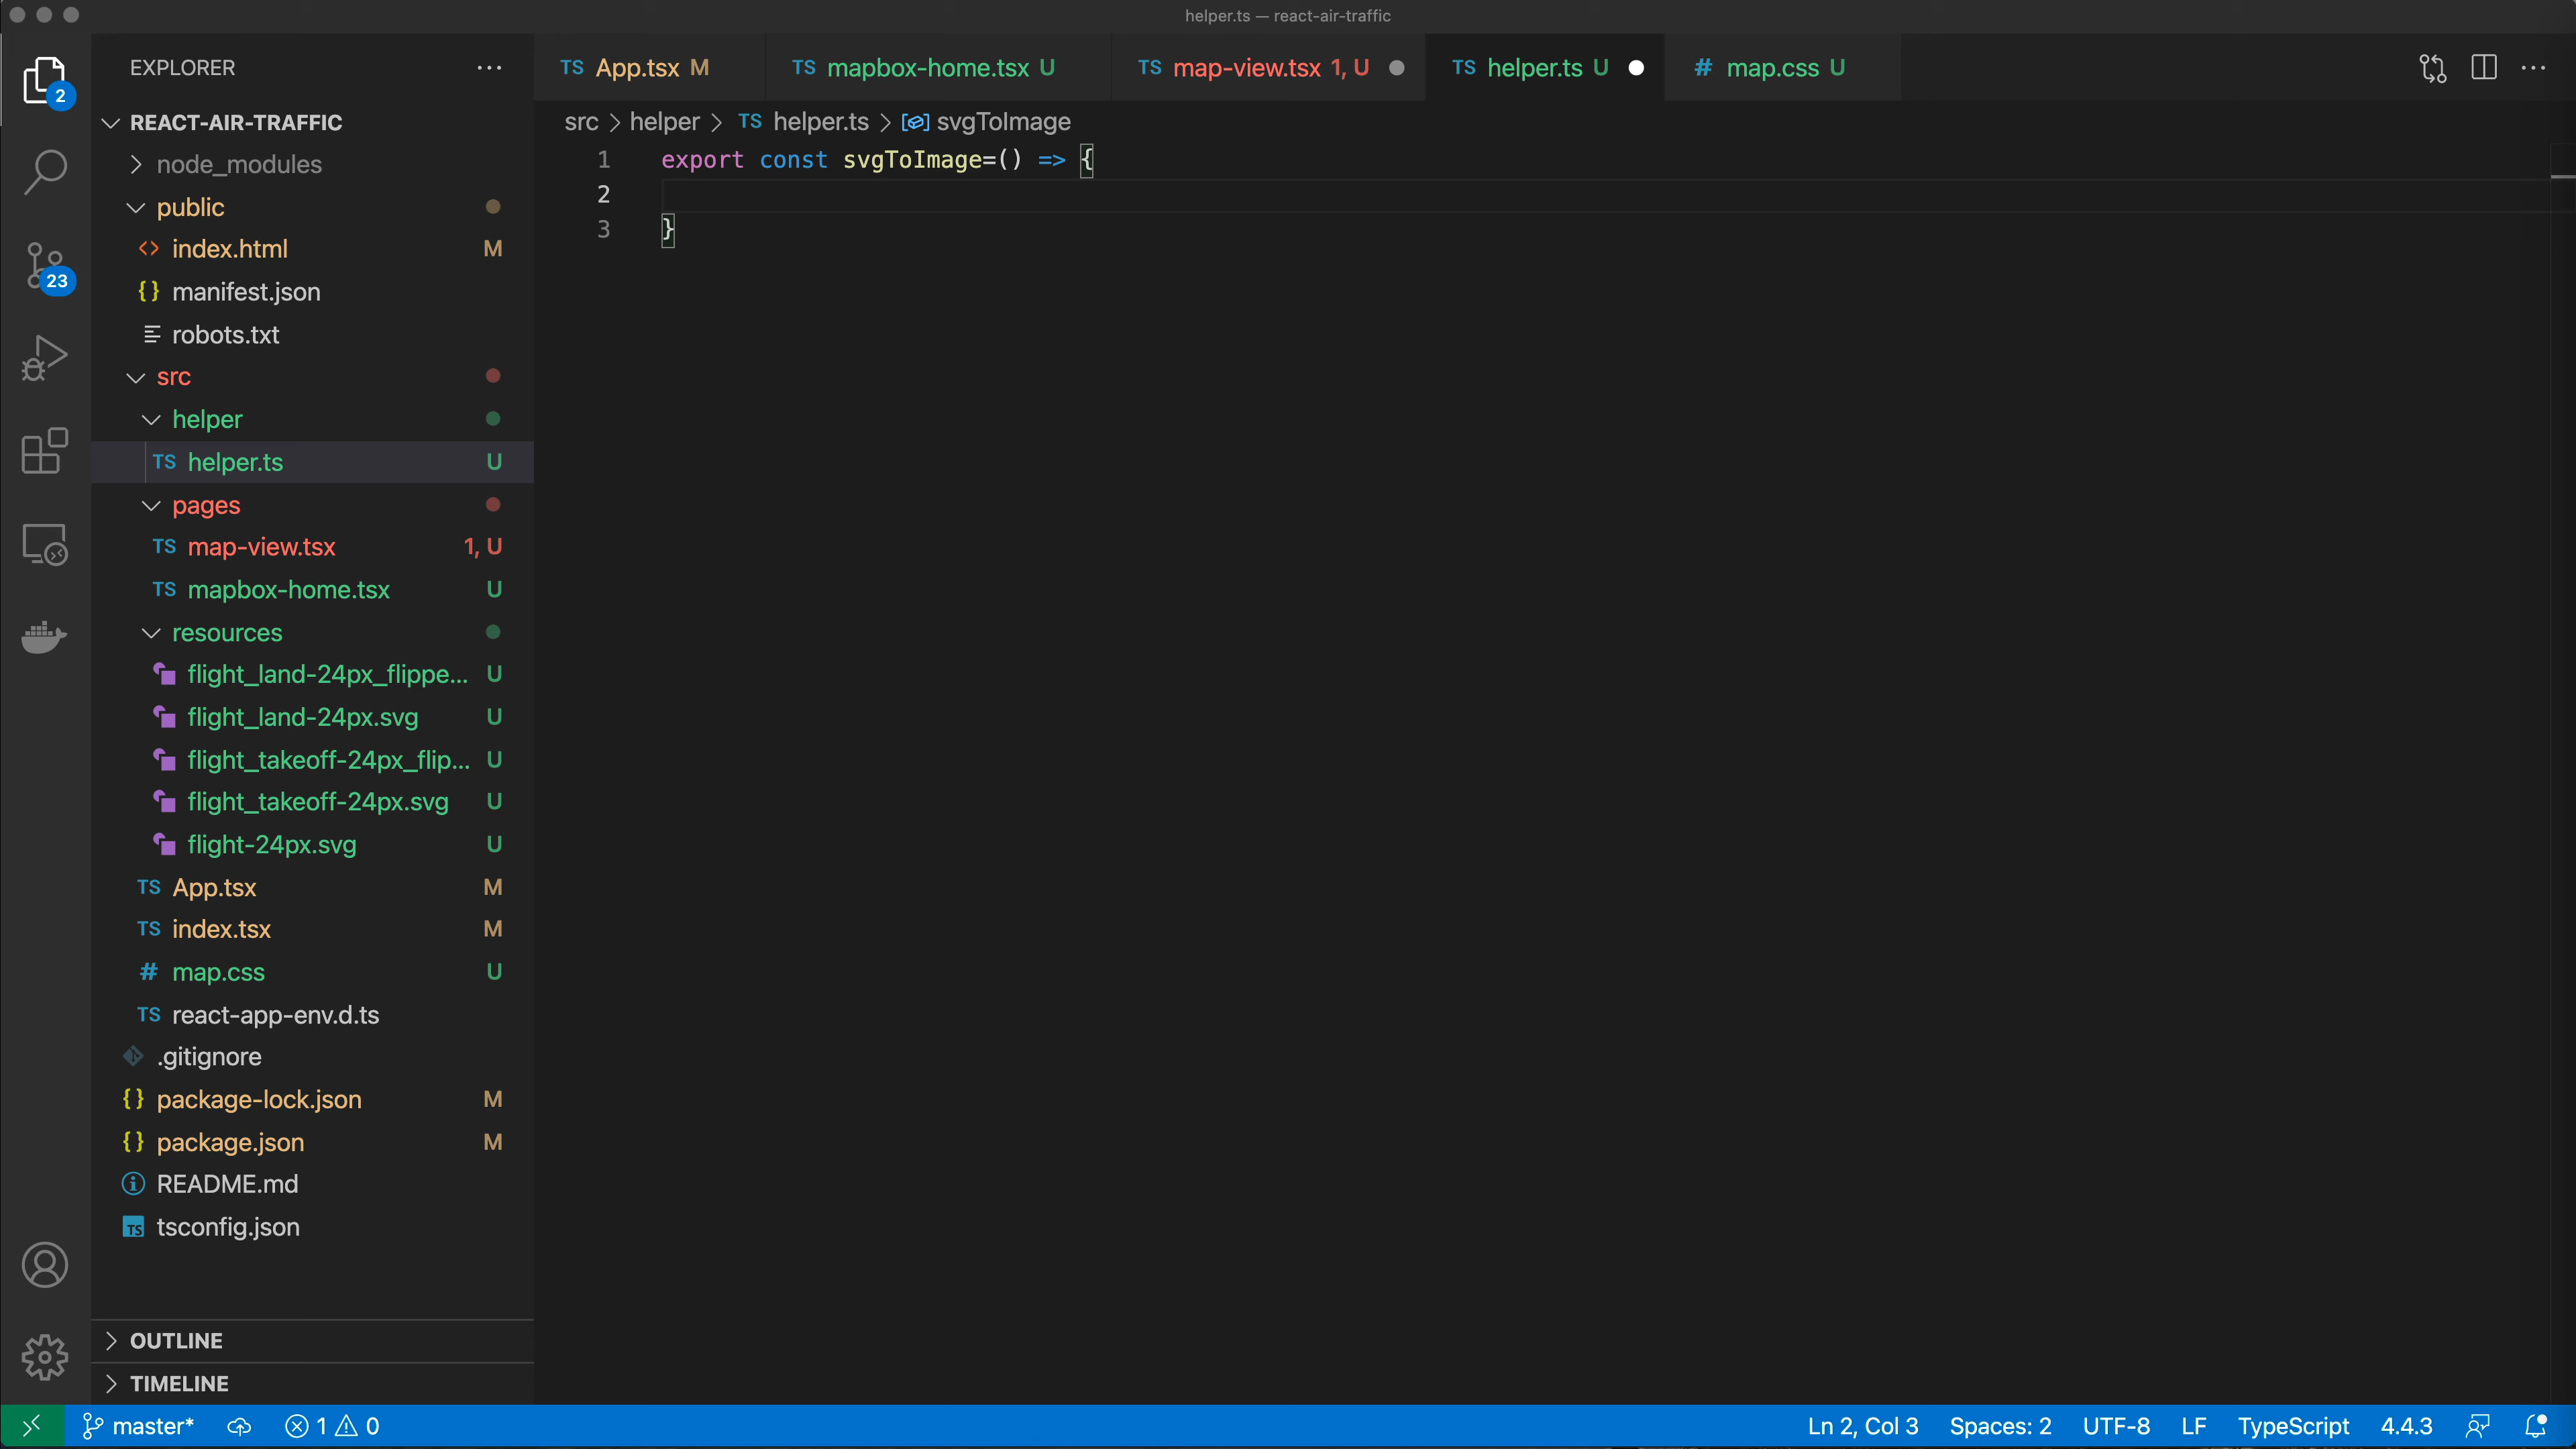 helper.ts — react-air-traffic
EXPLORER
TS App.tsx M
TS mapbox-home.tsx U
TS map-view.tsx 1, U
TS helper.ts U
# map.css U
src > helper > TS helper.ts > svgToImage
2
23
REACT-AIR-TRAFFIC
node_modules
public
<> index.html M
{} manifest.json
robots.txt
src
helper
TS helper.ts U
pages
TS map-view.tsx 1, U
TS mapbox-home.tsx U
resources
flight_land-24px_flippe... U
flight_land-24px.svg U
flight_takeoff-24px_flip... U
flight_takeoff-24px.svg U
flight-24px.svg U
TS App.tsx M
TS index.tsx M
# map.css U
TS react-app-env.d.ts
.gitignore
{} package-lock.json M
{} package.json M
README.md
TS tsconfig.json
OUTLINE
TIMELINE
1 export const svgToImage=() => {
2
3 }
master* 1 0
Ln 2, Col 3 Spaces: 2 UTF-8 LF TypeScript 4.4.3